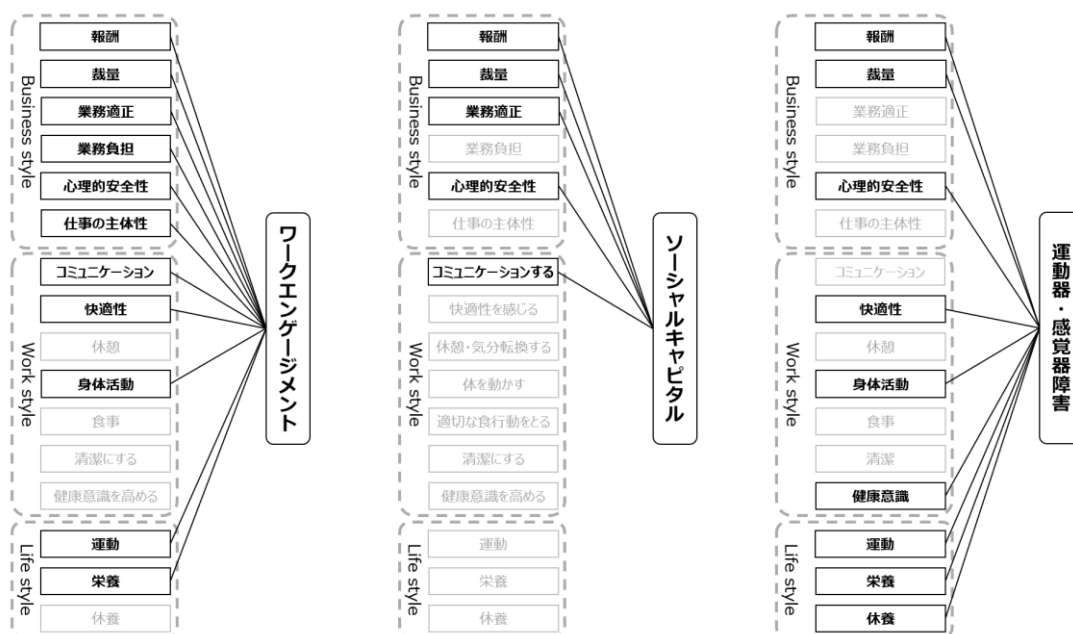 Business style
報酬
裁量
業務適正
業務負担
心理的安全性
仕事の主体性
Work style
コミュニケーション
快適性
休憩
身体活動
食事
清潔にする
健康意識を高める
Life style
運動
栄養
休養
ワークエンゲージメント
Business style
報酬
裁量
業務適正
業務負担
心理的安全性
仕事の主体性
Work style
コミュニケーションする
快適性を感じる
休憩・気分転換する
体を動かす
適切な食行動をとる
清潔にする
健康意識を高める
Life style
運動
栄養
休養
ソーシャルキャピタル
Business style
報酬
裁量
業務適正
業務負担
心理的安全性
仕事の主体性
Work style
コミュニケーション
快適性
休憩
身体活動
食事
清潔
健康意識
Life style
運動
栄養
休養
運動器・感覚器障害